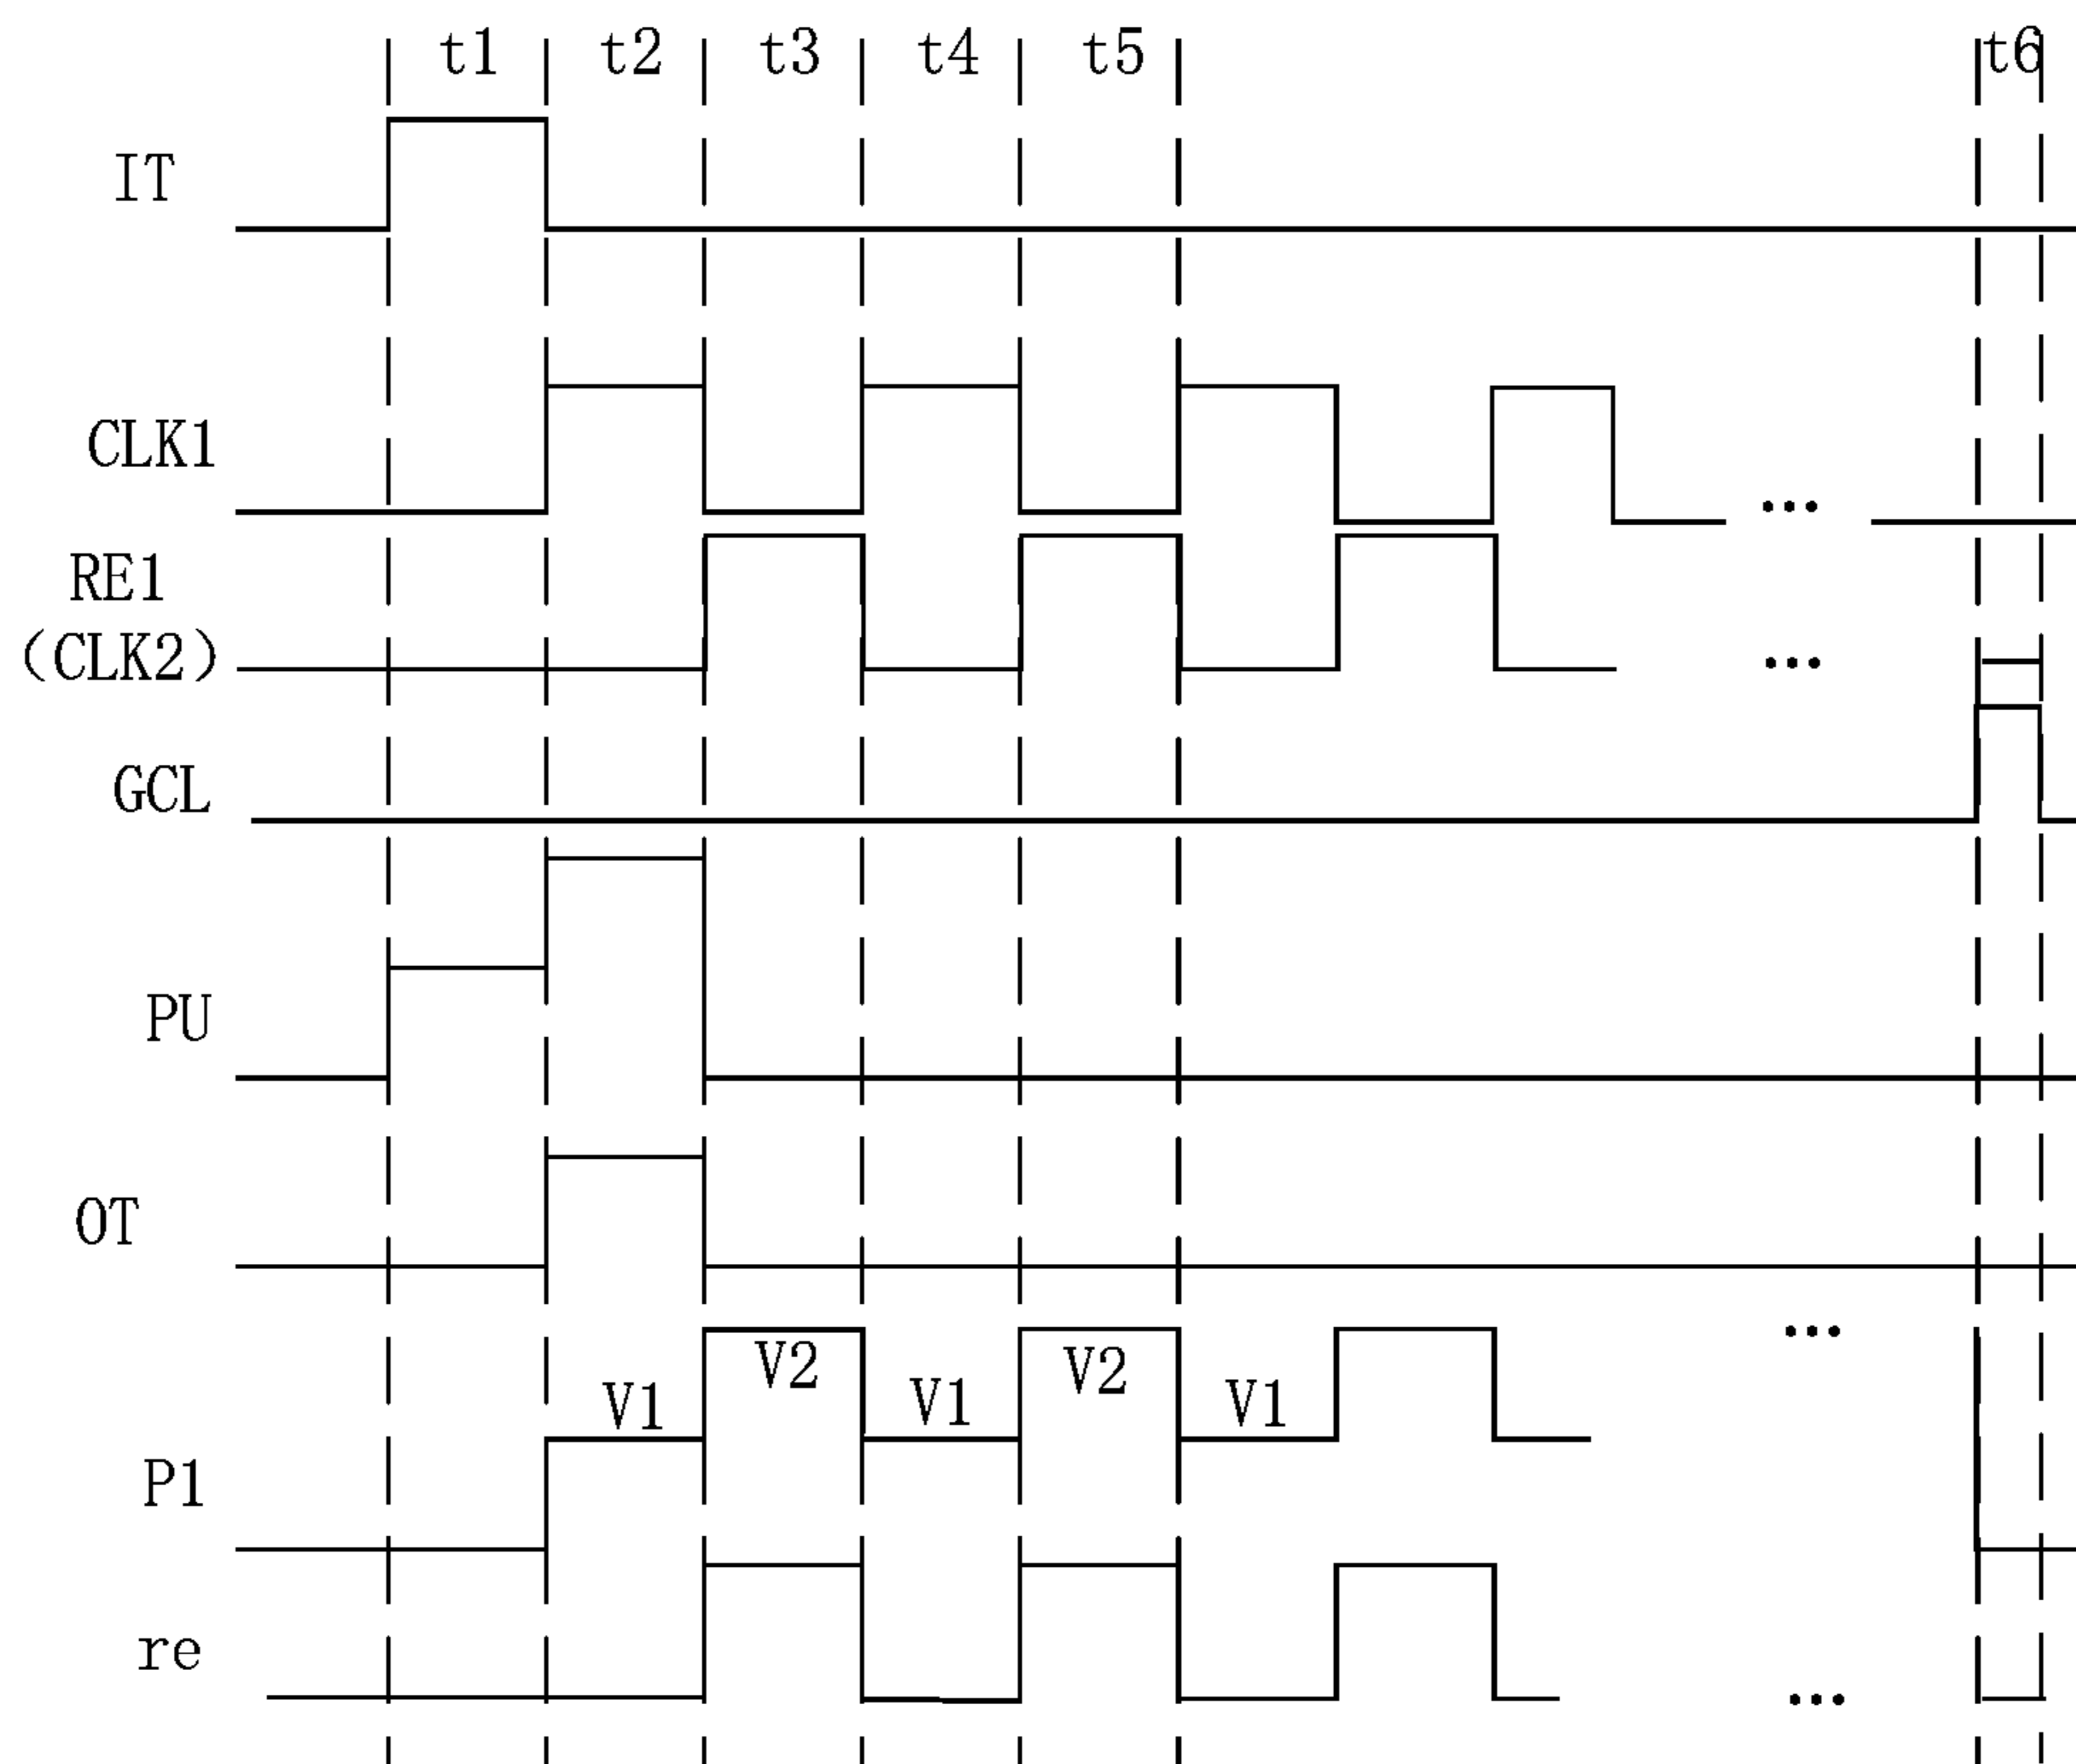 t1 t2 t3 t4 t5 t6
IT
CLK1
...
RE1
(CLK2)
...
GCL
PU
OT
...
V2 V2
V1 V1 V1
P1
re
...